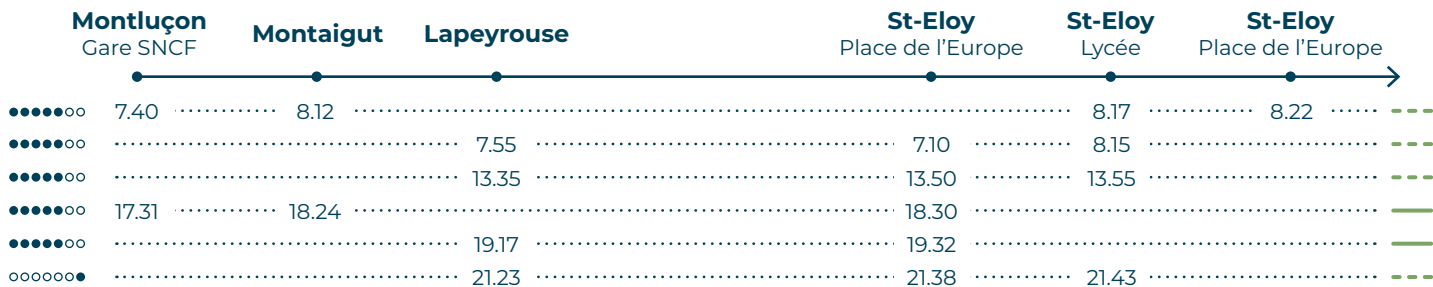 Montluçon
Gare SNCF
Montaigut
Lapeyrouse
St-Eloy
Place de l’Europe
St-Eloy
Lycée
St-Eloy
Place de l’Europe
7.40 8.12 8.17 8.22
7.55 7.10 8.15
13.35 13.50 13.55
17.31 18.24 18.30
19.17 19.32
21.23 21.38 21.43